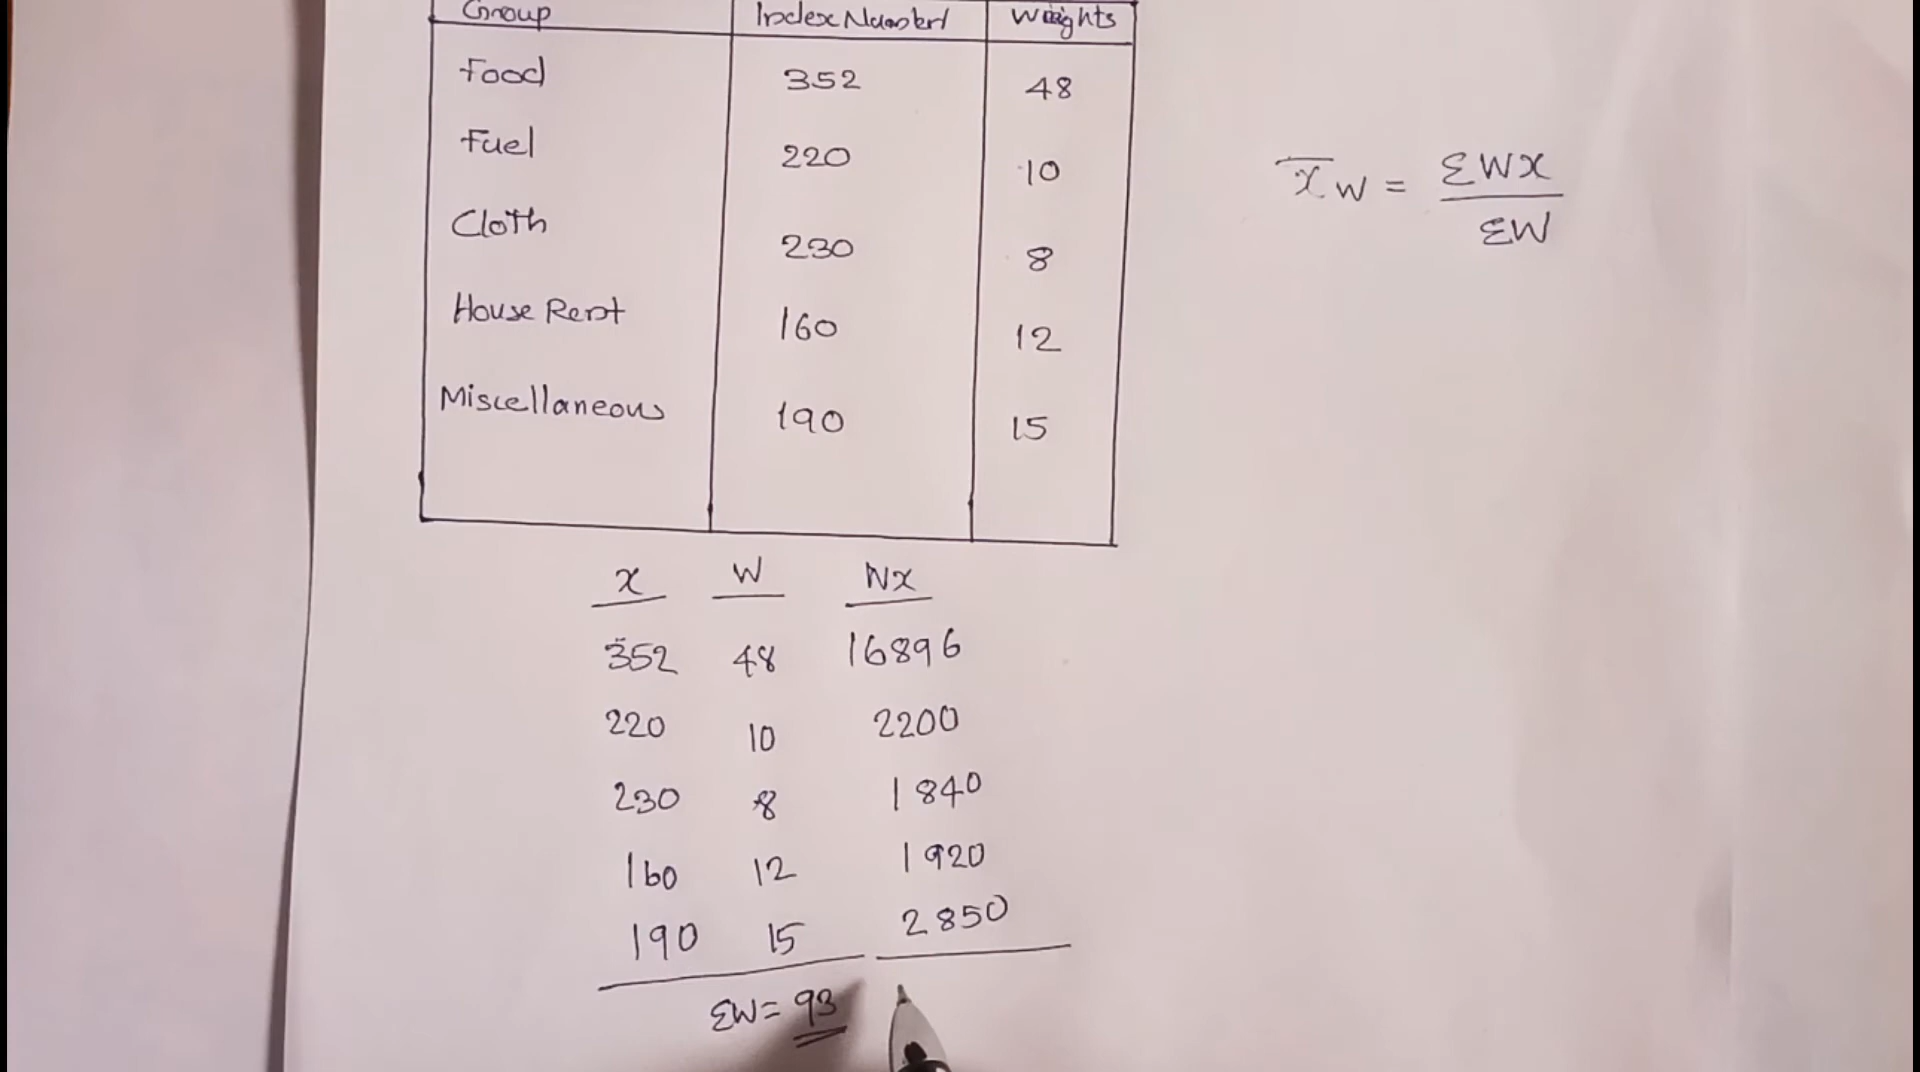 Group Index Number Weights
Food 352 48
Fuel 220 10
Cloth 230 8
House Rent 160 12
Miscellaneous 190 15
x̄w = ΣWx / ΣW
x W Wx
352 48 16896
220 10 2200
230 8 1840
160 12 1920
190 15 2850
ΣW = 93